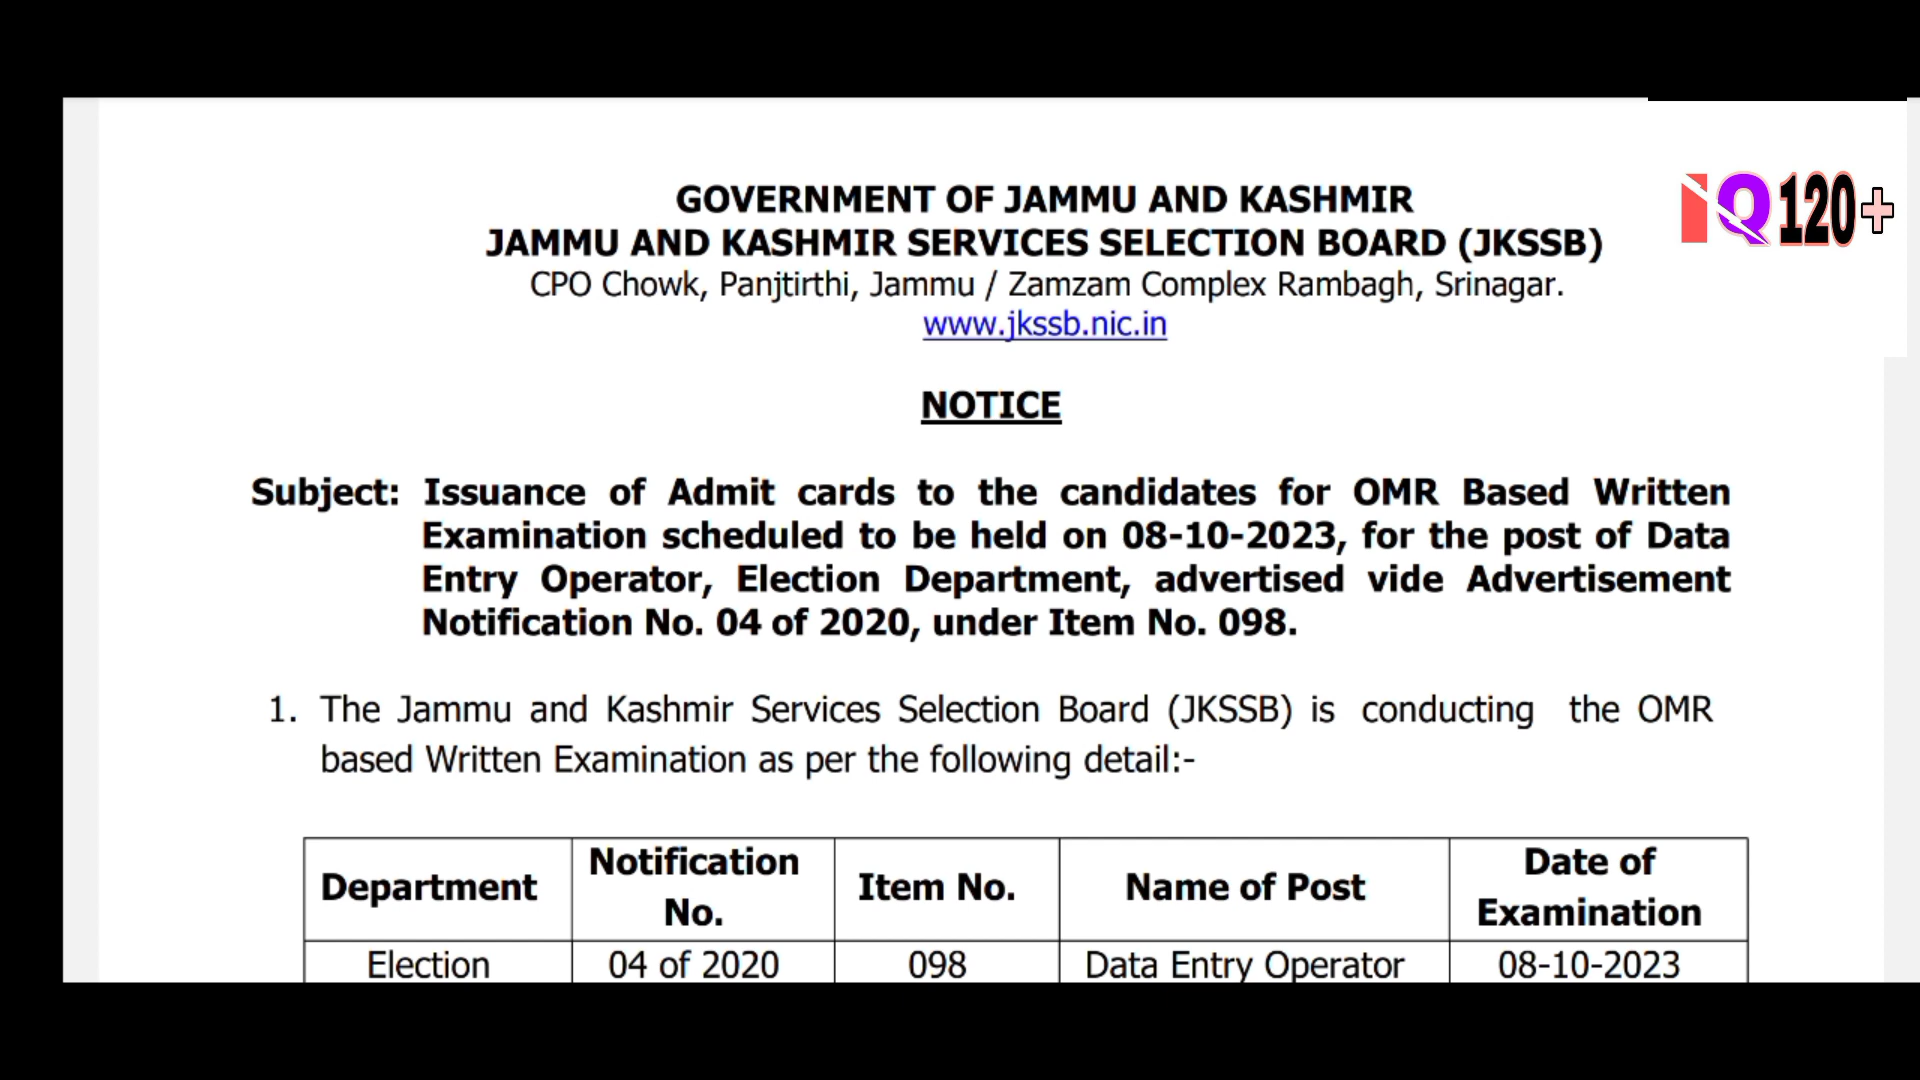 GOVERNMENT OF JAMMU AND KASHMIR
JAMMU AND KASHMIR SERVICES SELECTION BOARD (JKSSB)
CPO Chowk, Panjtirthi, Jammu / Zamzam Complex Rambagh, Srinagar.
www.jkssb.nic.in
iQ120+
NOTICE
Subject: Issuance of Admit cards to the candidates for OMR Based Written
Examination scheduled to be held on 08-10-2023, for the post of Data
Entry Operator, Election Department, advertised vide Advertisement
Notification No. 04 of 2020, under Item No. 098.
1. The Jammu and Kashmir Services Selection Board (JKSSB) is conducting the OMR
based Written Examination as per the following detail:-
Department Notification No. Item No. Name of Post Date of Examination
Election 04 of 2020 098 Data Entry Operator 08-10-2023